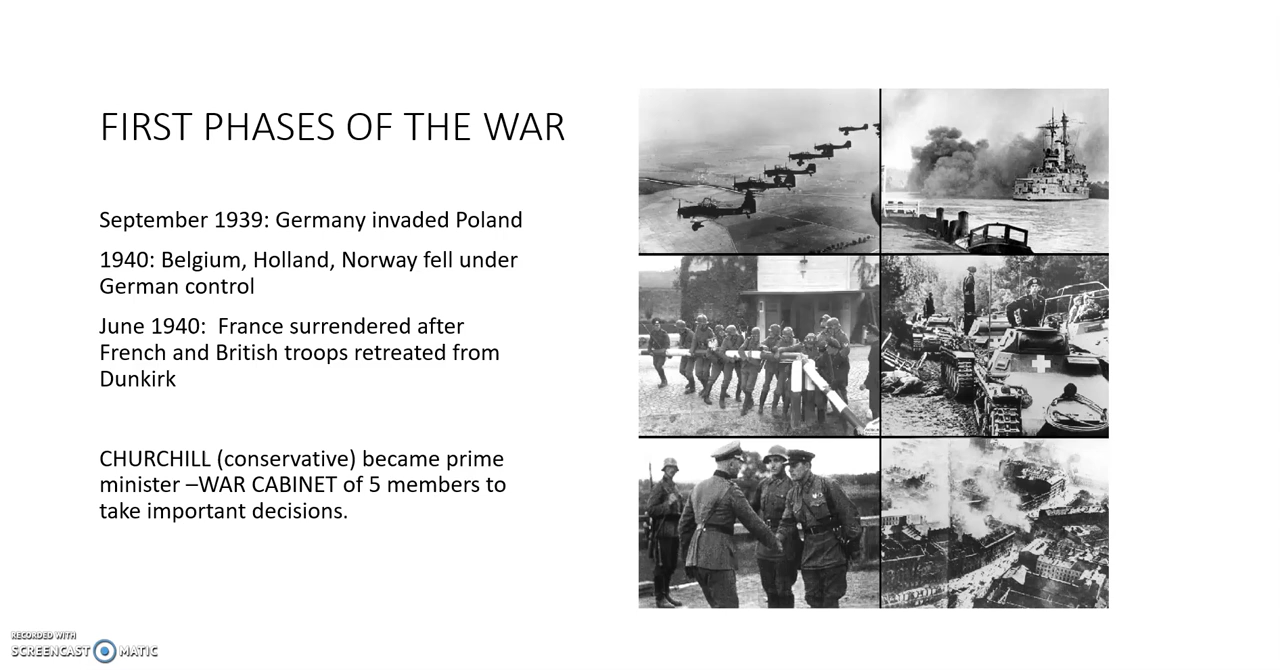 FIRST PHASES OF THE WAR
September 1939: Germany invaded Poland
1940: Belgium, Holland, Norway fell under
German control
June 1940:  France surrendered after
French and British troops retreated from
Dunkirk
CHURCHILL (conservative) became prime
minister –WAR CABINET of 5 members to
take important decisions.
RECORDED WITH
SCREENCAST MATIC